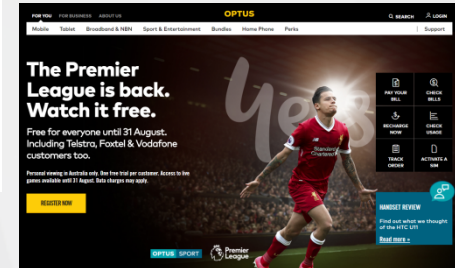 FOR YOU FOR BUSINESS ABOUT US OPTUS SEARCH LOGIN
Mobile Tablet Broadband & NBN Sport & Entertainment Bundles Home Phone Perks Support
The Premier
League is back.
Watch it free.
Free for everyone until 31 August.
Including Telstra, Foxtel & Vodafone
customers too.
Personal viewing in Australia only. One free trial per customer. Access to live
games available until 31 August. Data charges may apply.
REGISTER NOW
Yes
Standard
Chartered
PAY YOUR
BILL
CHECK
BILLS
RECHARGE
NOW
CHECK
USAGE
TRACK
ORDER
ACTIVATE A
SIM
HANDSET REVIEW
Find out what we thought
of the HTC U11
Read more »
OPTUS SPORT
Premier
League